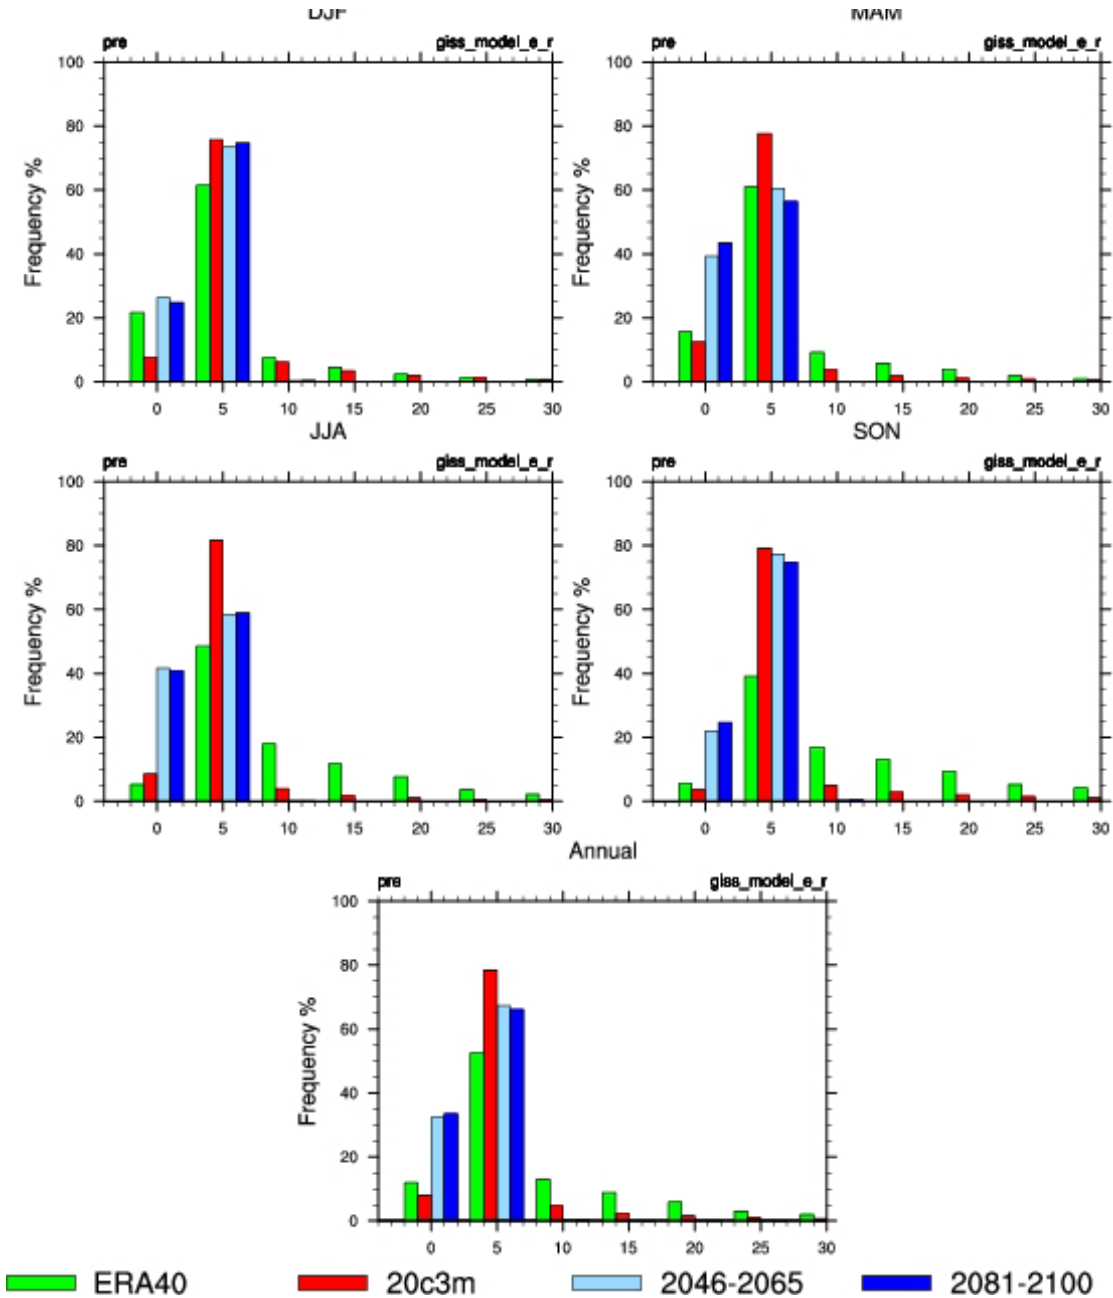 DJF MAM
pre giss_model_e_r pre giss_model_e_r
100 100
80 80
60 60
40 40
20 20
0 0
Frequency % Frequency %
0 5 10 15 20 25 30 0 5 10 15 20 25 30
JJA SON
pre giss_model_e_r pre giss_model_e_r
100 100
80 80
60 60
40 40
20 20
0 0
Frequency % Frequency %
0 5 10 15 20 25 30 0 5 10 15 20 25 30
Annual
pre giss_model_e_r
100
80
60
40
20
0
Frequency %
0 5 10 15 20 25 30
ERA40 20c3m 2046-2065 2081-2100